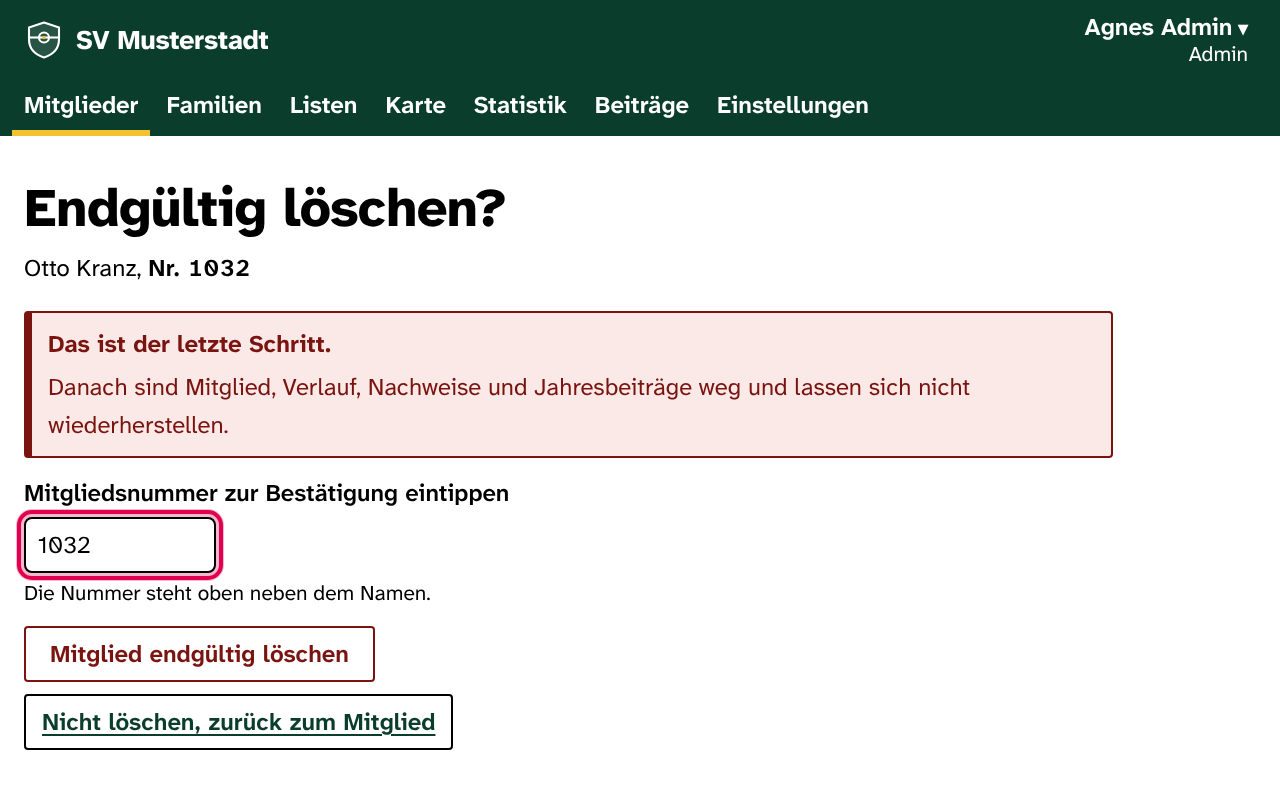 SV Musterstadt
Agnes Admin ▾
Admin
Mitglieder Familien Listen Karte Statistik Beiträge Einstellungen
Endgültig löschen?
Otto Kranz, Nr. 1032
Das ist der letzte Schritt.
Danach sind Mitglied, Verlauf, Nachweise und Jahresbeiträge weg und lassen sich nicht
wiederherstellen.
Mitgliedsnummer zur Bestätigung eintippen
1032
Die Nummer steht oben neben dem Namen.
Mitglied endgültig löschen
Nicht löschen, zurück zum Mitglied